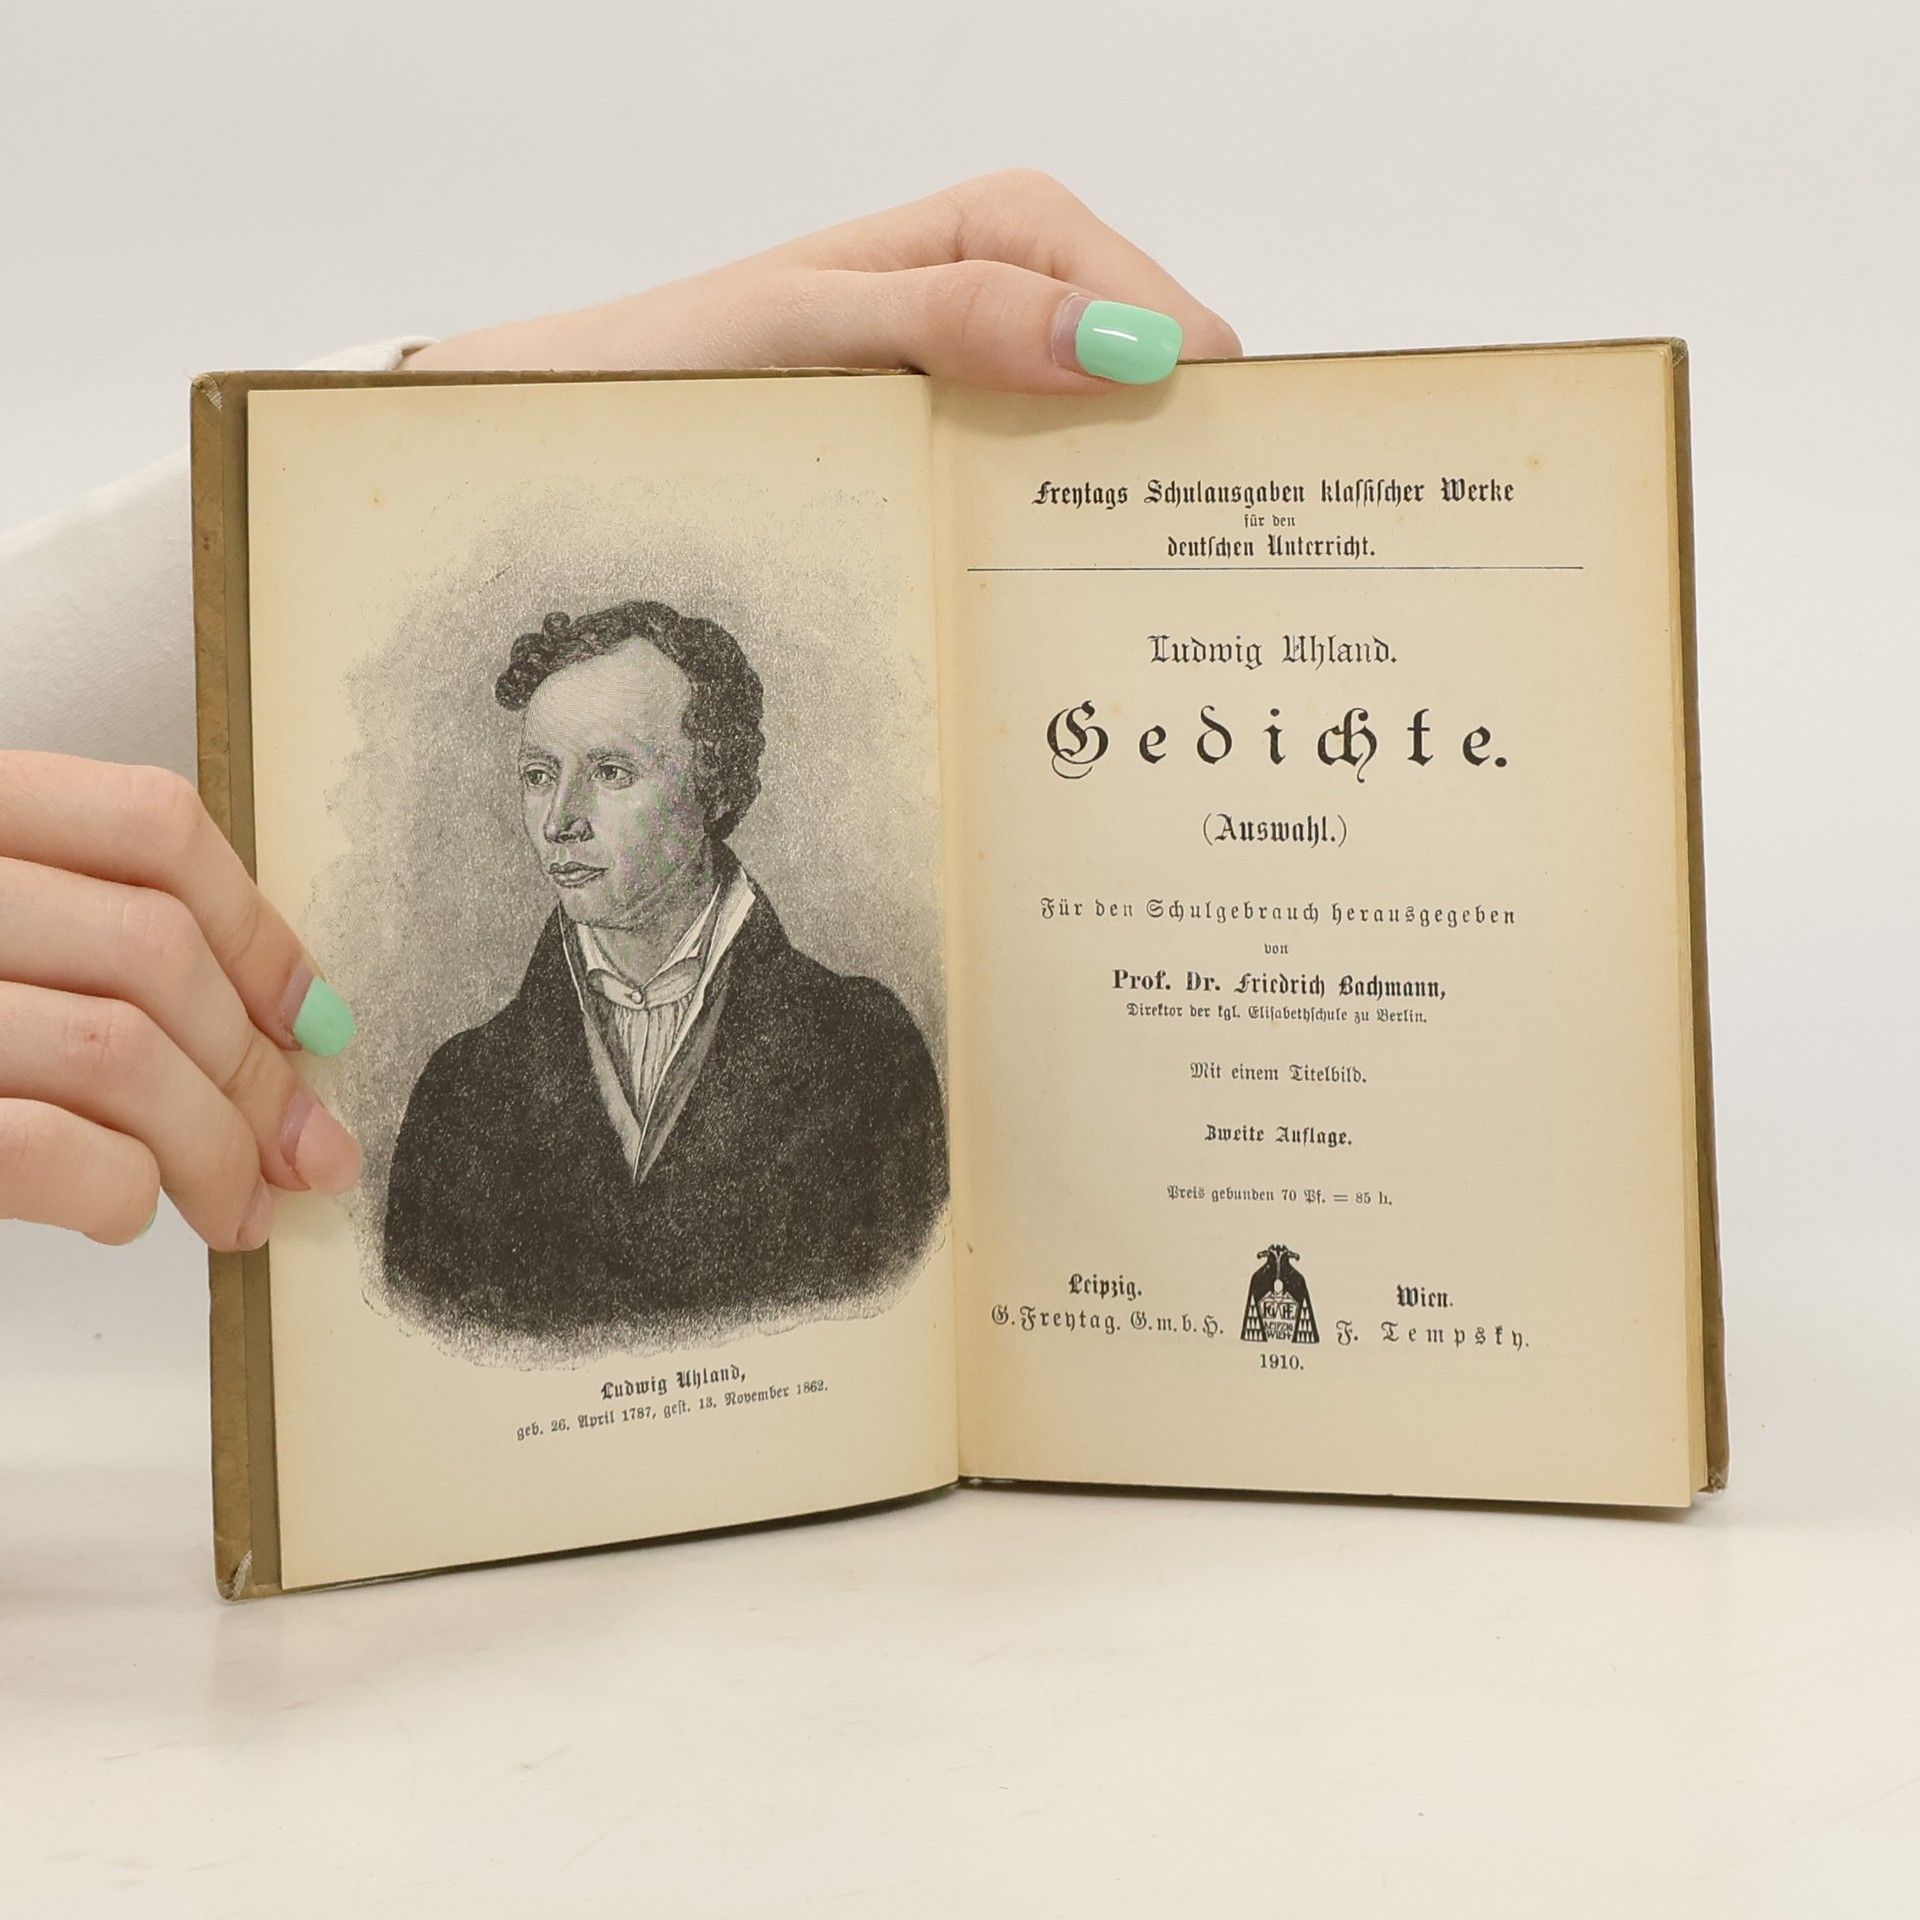 Ludwig Uhland,
geb. 26. April 1787, gest. 13. November 1862.
Freytags Schulausgaben klassischer Werke
für den
deutschen Unterricht.
Ludwig Uhland.
Gedichte.
(Auswahl.)
Für den Schulgebrauch herausgegeben
von
Prof. Dr. Friedrich Bachmann,
Direktor der kgl. Elisabethschule zu Berlin.
Mit einem Titelbild.
Zweite Auflage.
Preis gebunden 70 Pf. = 85 h.
Leipzig.
G. Freytag. G.m.b.H.
LEIPZIG
WIEN
Wien.
F. Tempsky.
1910.